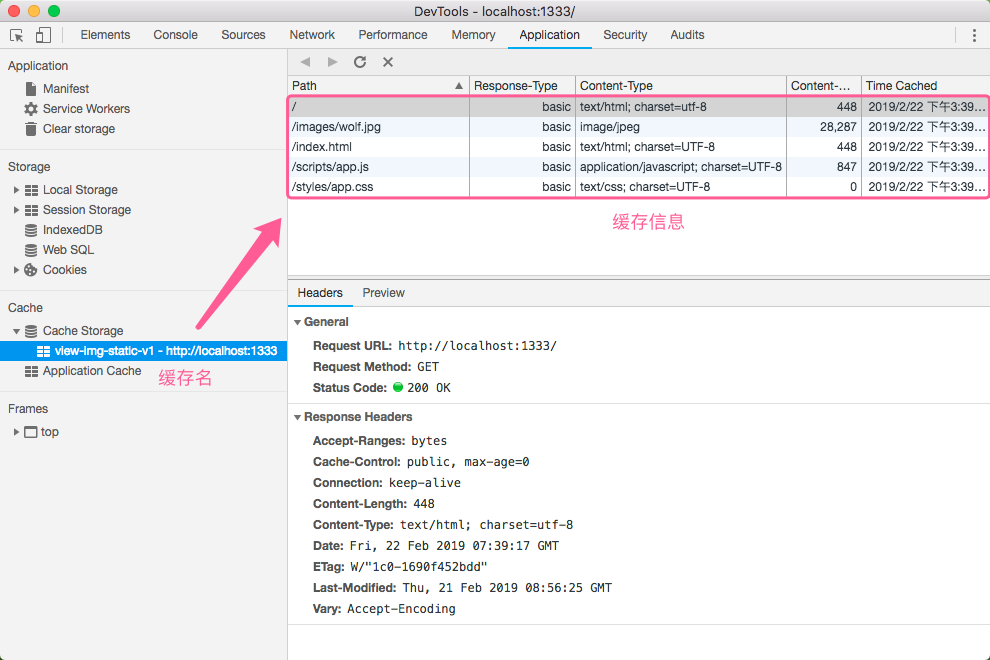 DevTools - localhost:1333/
Elements Console Sources Network Performance Memory Application Security Audits
Application
Manifest
Service Workers
Clear storage
Storage
Local Storage
Session Storage
IndexedDB
Web SQL
Cookies
Cache
Cache Storage
view-img-static-v1 - http://localhost:1333
Application Cache
缓存名
Frames
top
Path Response-Type Content-Type Content-... Time Cached
/ basic text/html; charset=utf-8 448 2019/2/22 下午3:39...
/images/wolf.jpg basic image/jpeg 28,287 2019/2/22 下午3:39...
/index.html basic text/html; charset=UTF-8 448 2019/2/22 下午3:39...
/scripts/app.js basic application/javascript; charset=UTF-8 847 2019/2/22 下午3:39...
/styles/app.css basic text/css; charset=UTF-8 0 2019/2/22 下午3:39...
缓存信息
Headers Preview
General
Request URL: http://localhost:1333/
Request Method: GET
Status Code: 200 OK
Response Headers
Accept-Ranges: bytes
Cache-Control: public, max-age=0
Connection: keep-alive
Content-Length: 448
Content-Type: text/html; charset=utf-8
Date: Fri, 22 Feb 2019 07:39:17 GMT
ETag: W/"1c0-1690f452bdd"
Last-Modified: Thu, 21 Feb 2019 08:56:25 GMT
Vary: Accept-Encoding